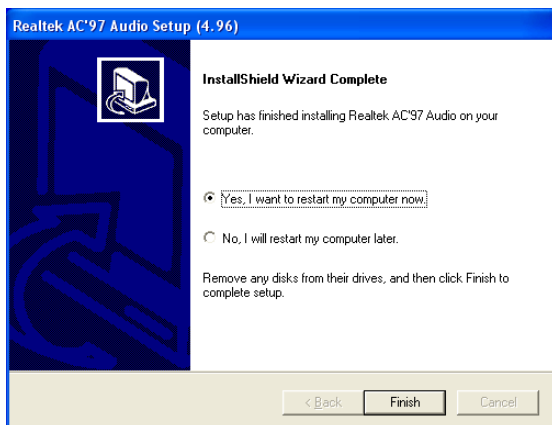 Realtek AC'97 Audio Setup (4.96)
InstallShield Wizard Complete
Setup has finished installing Realtek AC'97 Audio on your
computer.
Yes, I want to restart my computer now.
No, I will restart my computer later.
Remove any disks from their drives, and then click Finish to
complete setup.
< Back Finish Cancel